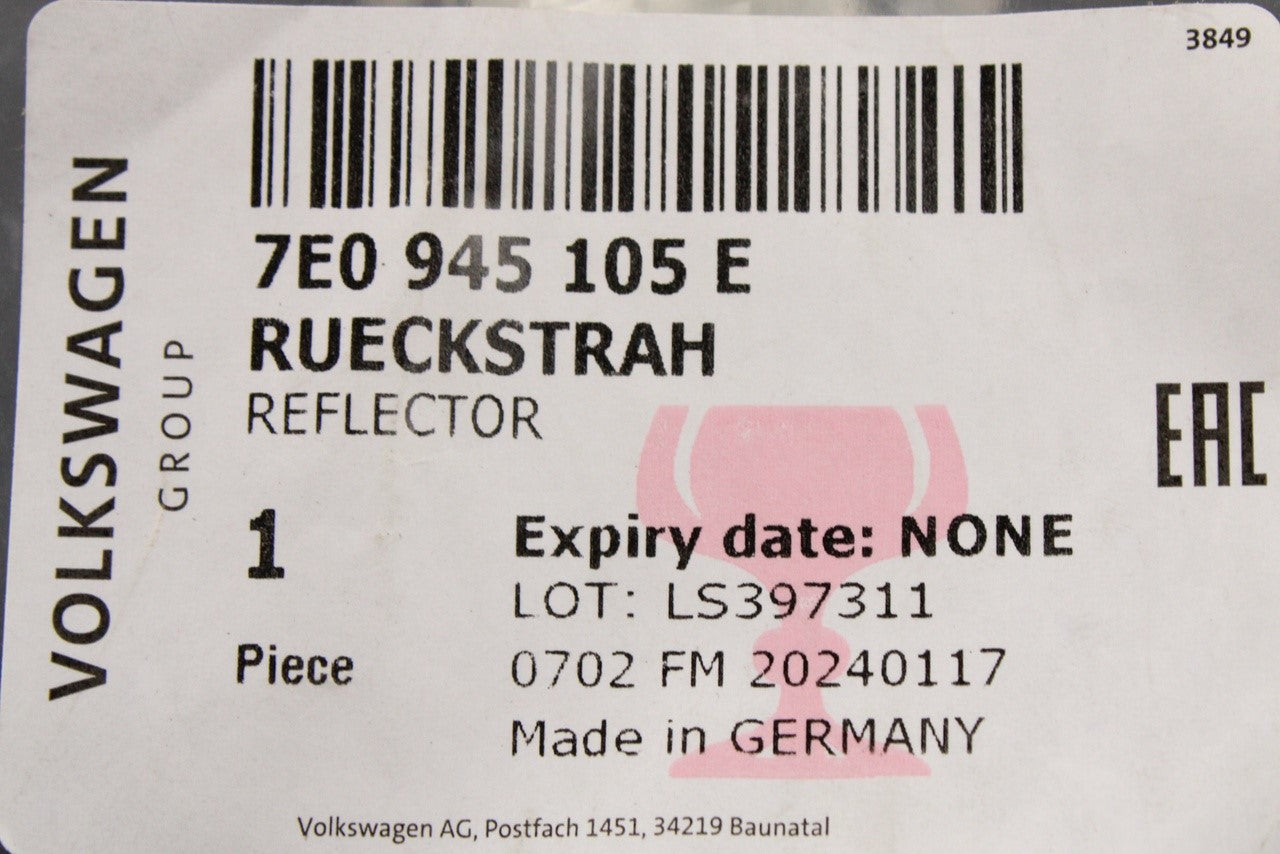 3849
VOLKSWAGEN
GROUP
7E0 945 105 E
RUECKSTRAH
REFLECTOR
EAC
1
Piece
Expiry date: NONE
LOT: LS397311
0702 FM 20240117
Made in GERMANY
Volkswagen AG, Postfach 1451, 34219 Baunatal